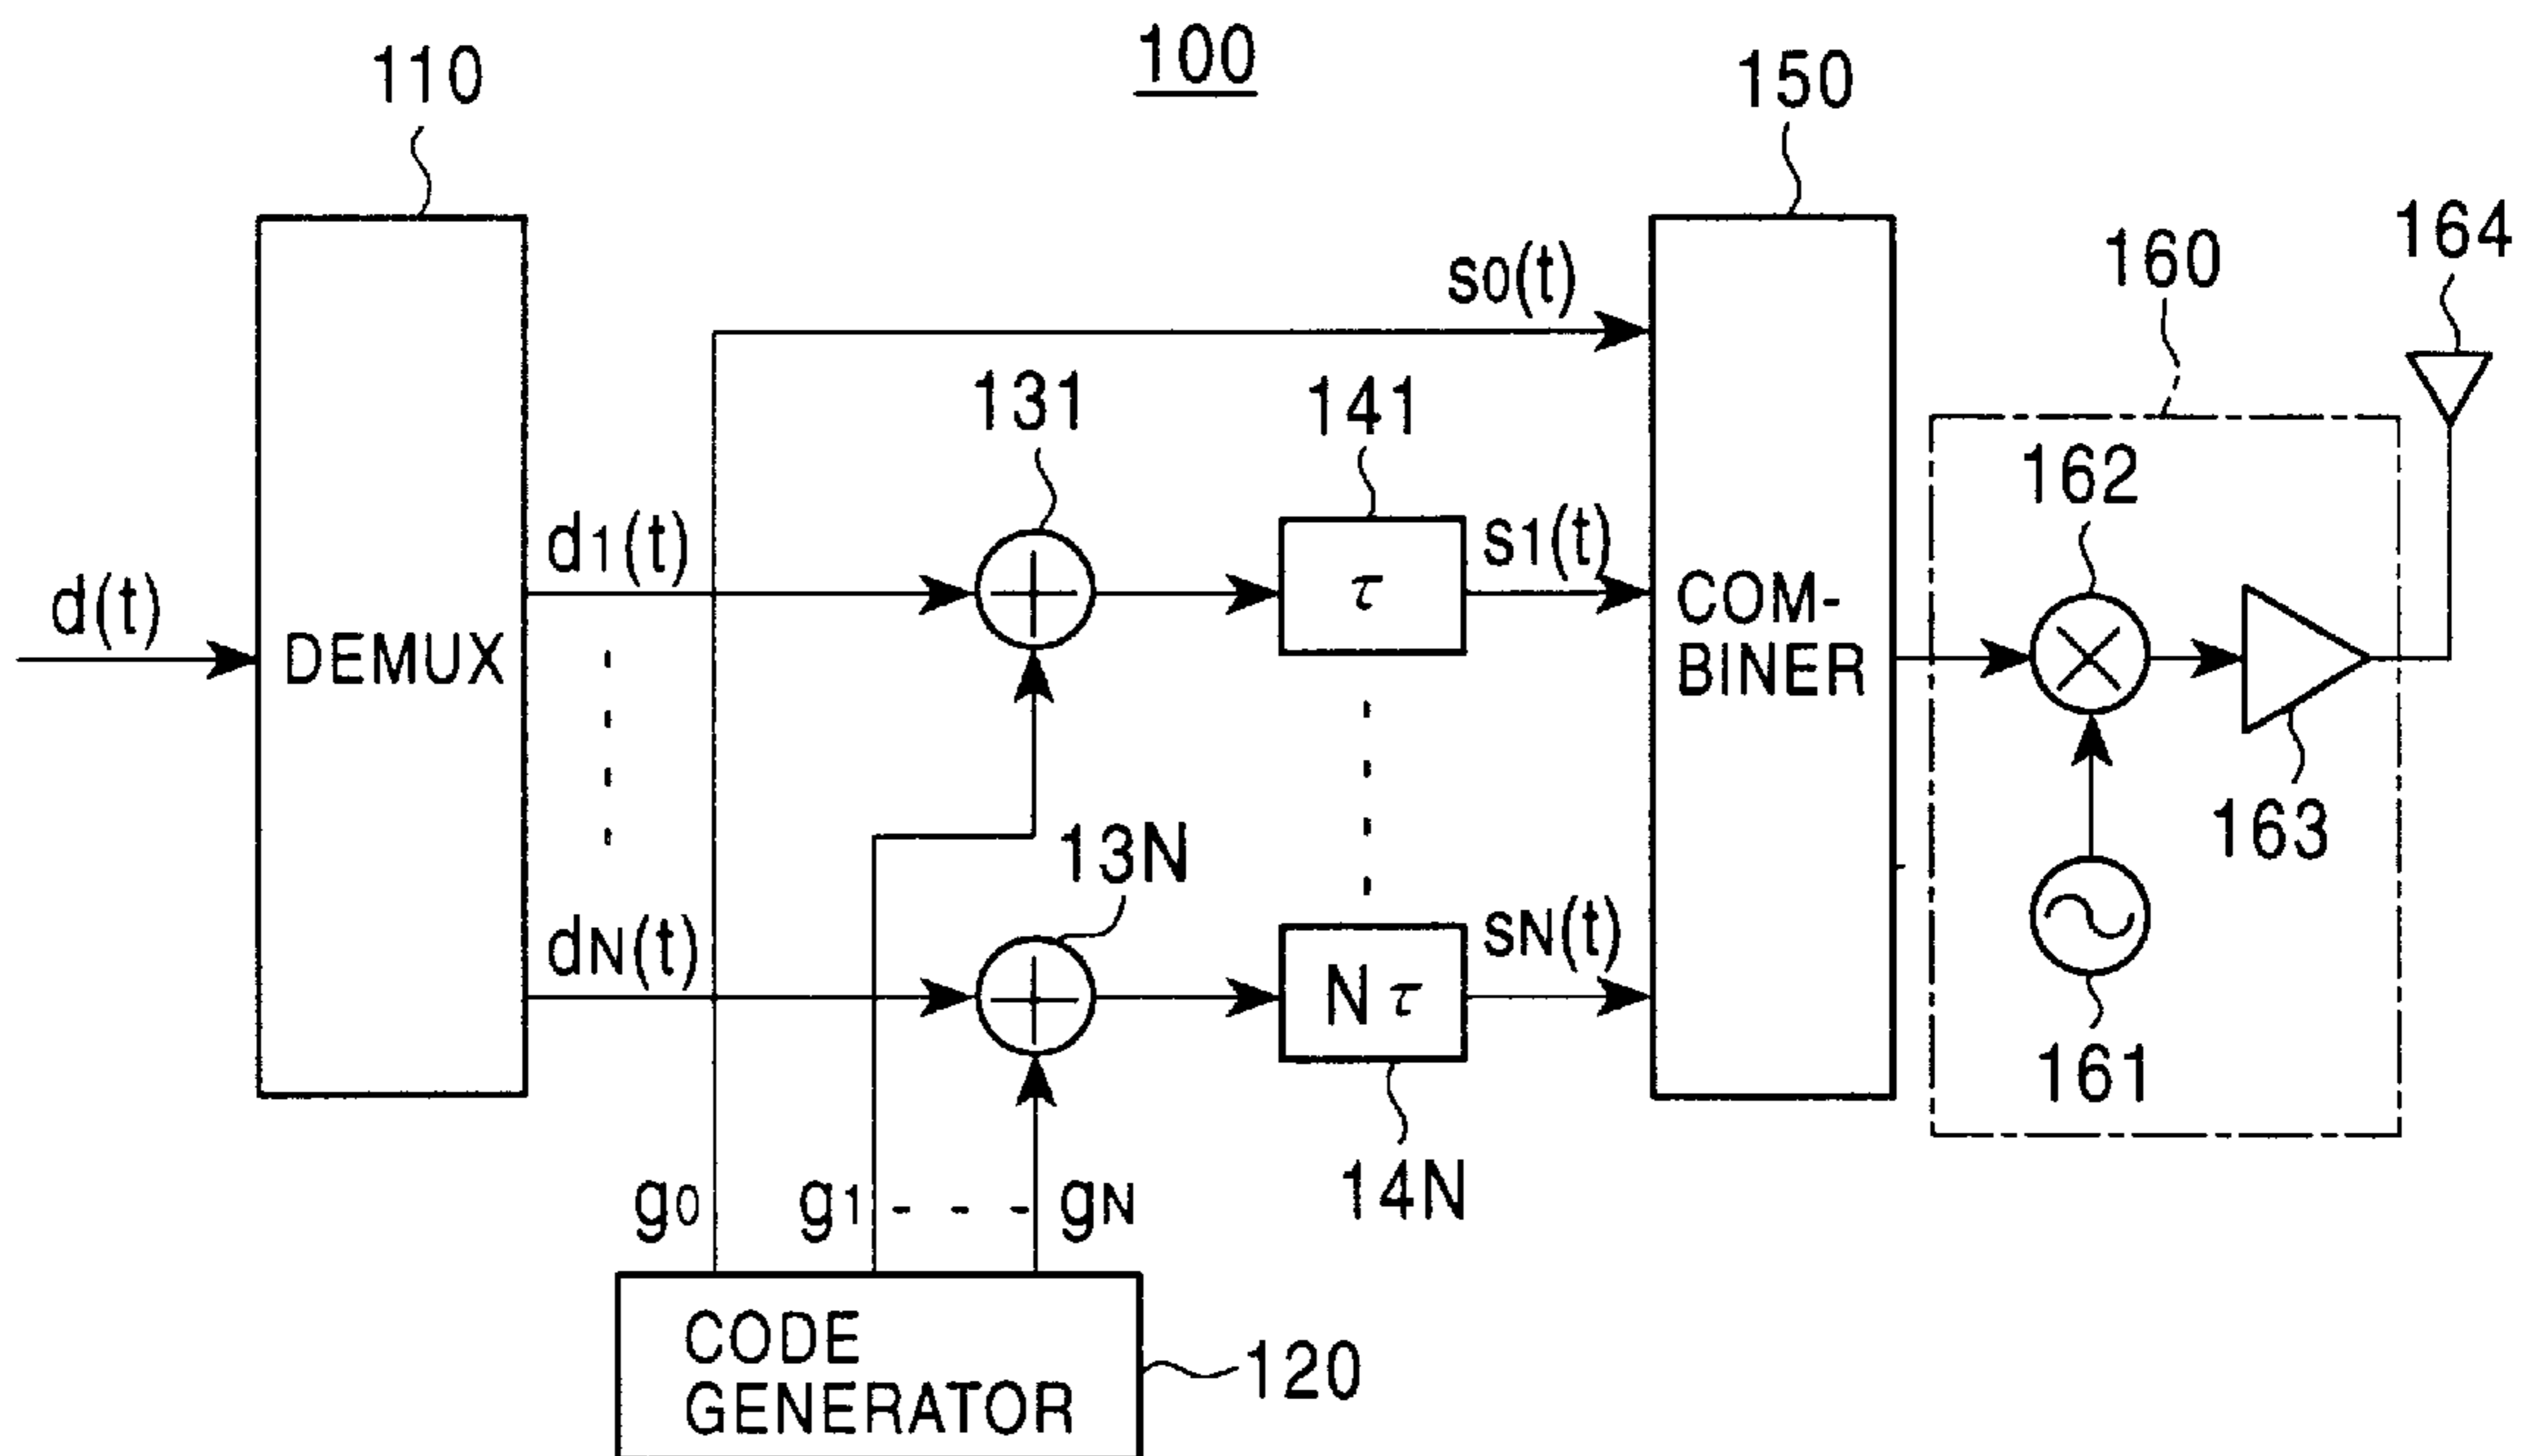 100
110
150
164
160
s0(t)
131
141
162
d1(t)
s1(t)
d(t)
DEMUX
τ
COM-
BINER
163
13N
dN(t)
sN(t)
Nτ
161
14N
g0 g1 - - - gN
CODE
GENERATOR
120